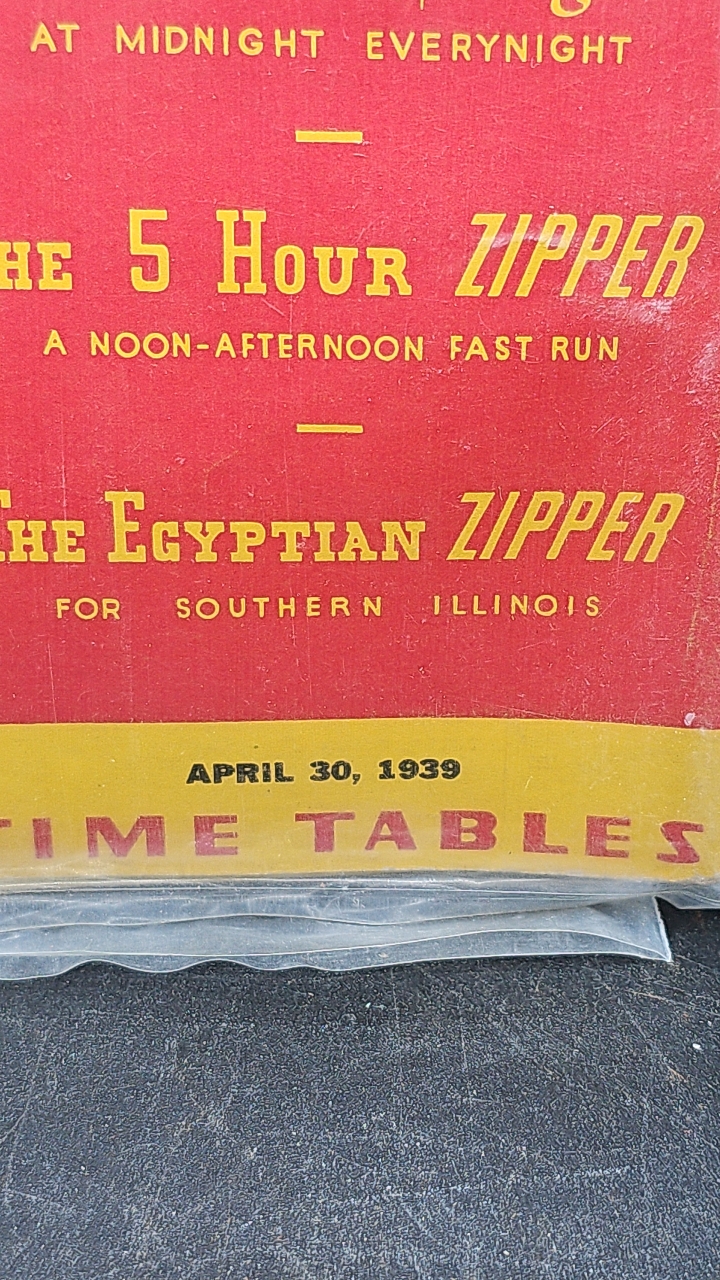 AT MIDNIGHT EVERYNIGHT
HE 5 HOUR ZIPPER
A NOON-AFTERNOON FAST RUN
THE EGYPTIAN ZIPPER
FOR SOUTHERN ILLINOIS
APRIL 30, 1939
TIME TABLES